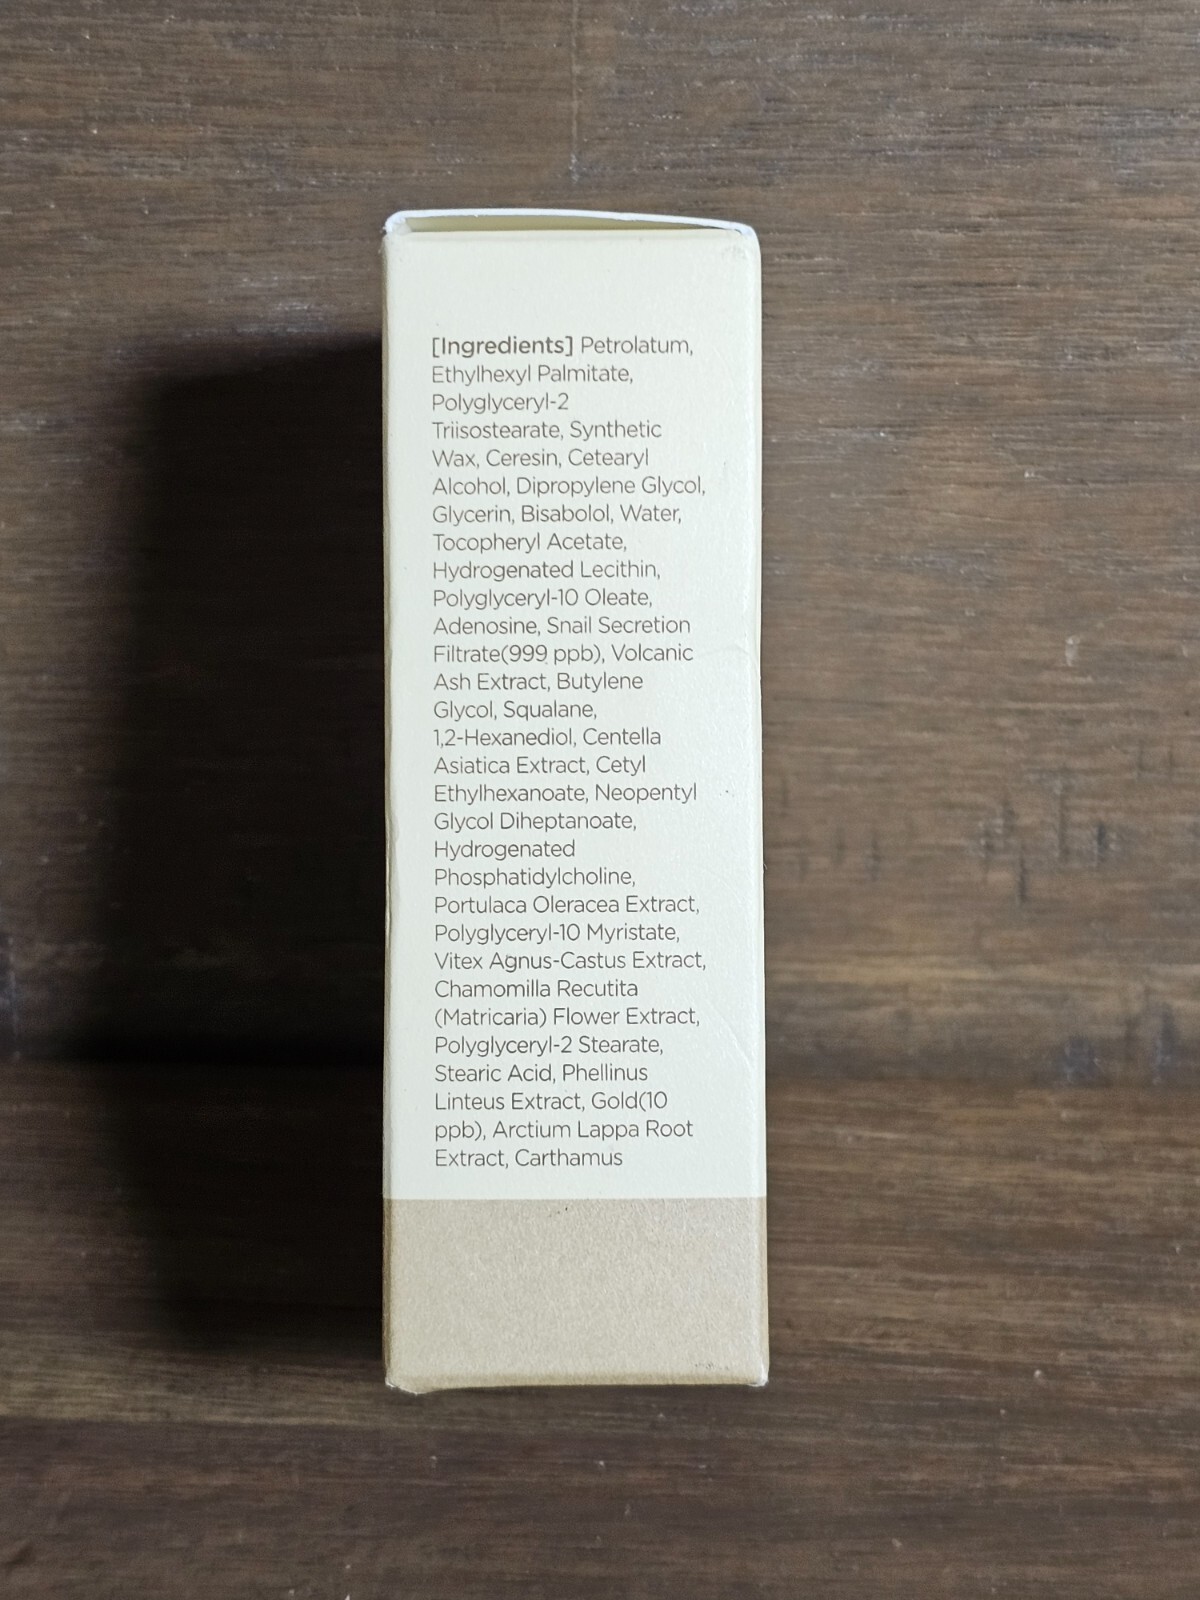 [Ingredients] Petrolatum,
Ethylhexyl Palmitate,
Polyglyceryl-2
Triisostearate, Synthetic
Wax, Ceresin, Cetearyl
Alcohol, Dipropylene Glycol,
Glycerin, Bisabolol, Water,
Tocopheryl Acetate,
Hydrogenated Lecithin,
Polyglyceryl-10 Oleate,
Adenosine, Snail Secretion
Filtrate(999 ppb), Volcanic
Ash Extract, Butylene
Glycol, Squalane,
1,2-Hexanediol, Centella
Asiatica Extract, Cetyl
Ethylhexanoate, Neopentyl
Glycol Diheptanoate,
Hydrogenated
Phosphatidylcholine,
Portulaca Oleracea Extract,
Polyglyceryl-10 Myristate,
Vitex Agnus-Castus Extract,
Chamomilla Recutita
(Matricaria) Flower Extract,
Polyglyceryl-2 Stearate,
Stearic Acid, Phellinus
Linteus Extract, Gold(10
ppb), Arctium Lappa Root
Extract, Carthamus